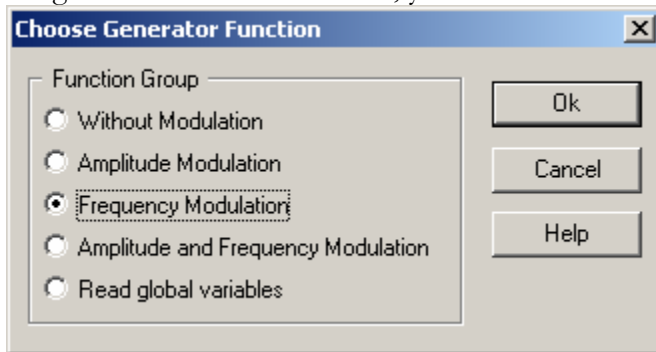 Choose Generator Function
Function Group
Without Modulation
Amplitude Modulation
Frequency Modulation
Amplitude and Frequency Modulation
Read global variables
Ok
Cancel
Help